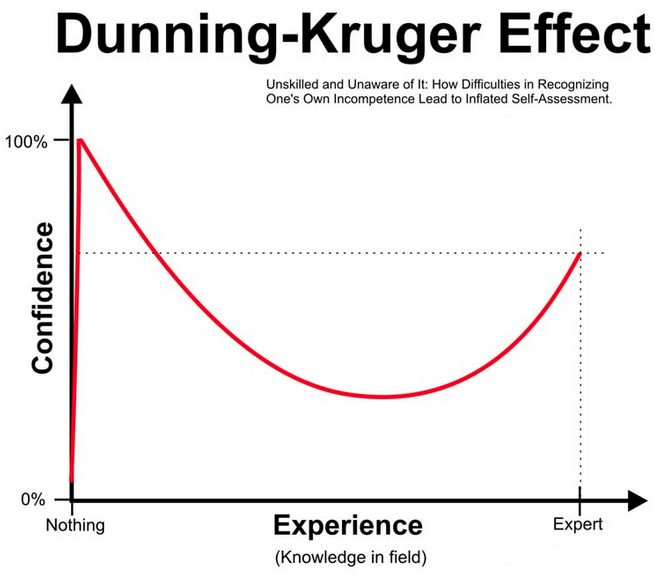 Dunning-Kruger Effect
Unskilled and Unaware of It: How Difficulties in Recognizing
One's Own Incompetence Lead to Inflated Self-Assessment.
100%
Confidence
0%
Nothing
Experience
Expert
(Knowledge in field)